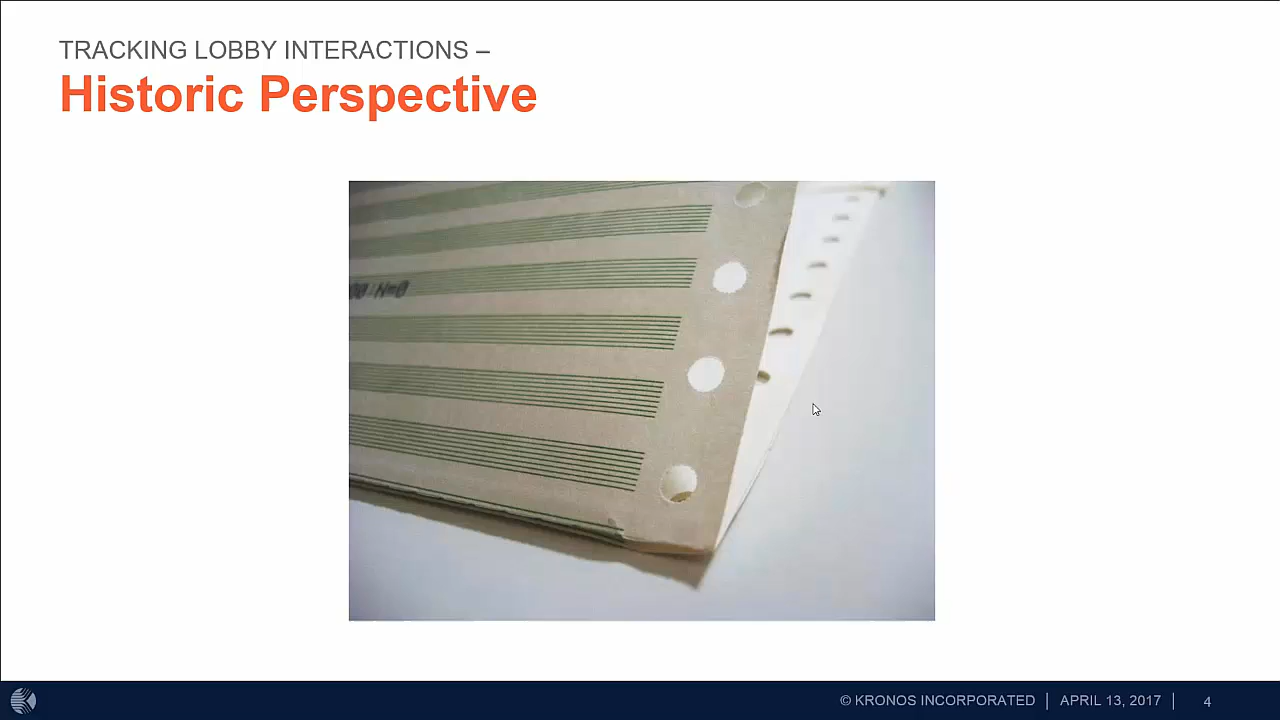 TRACKING LOBBY INTERACTIONS –
Historic Perspective
© KRONOS INCORPORATED | APRIL 13, 2017 | 4